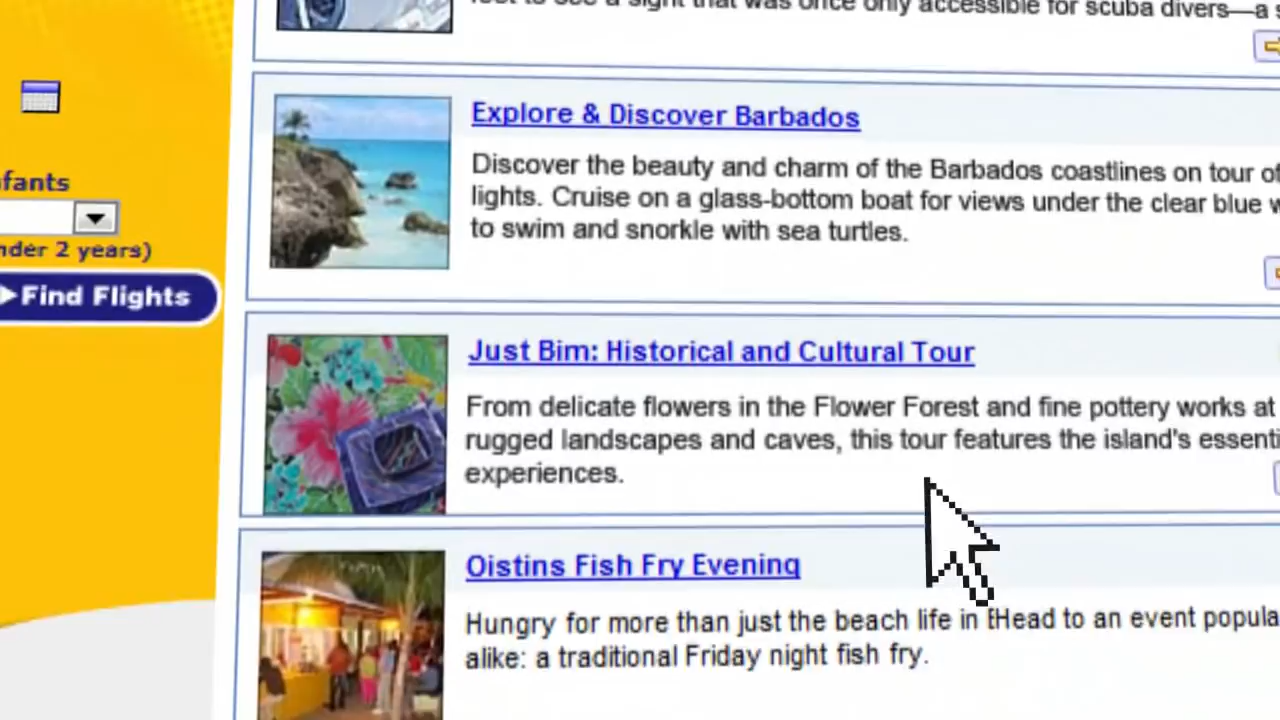 feet to see a sight that was once only accessible for scuba divers—a
Explore & Discover Barbados
Discover the beauty and charm of the Barbados coastlines on tour of
lights. Cruise on a glass-bottom boat for views under the clear blue
to swim and snorkle with sea turtles.
nfants
nder 2 years)
Find Flights
Just Bim: Historical and Cultural Tour
From delicate flowers in the Flower Forest and fine pottery works at
rugged landscapes and caves, this tour features the island's essenti
experiences.
Oistins Fish Fry Evening
Hungry for more than just the beach life in Head to an event popula
alike: a traditional Friday night fish fry.